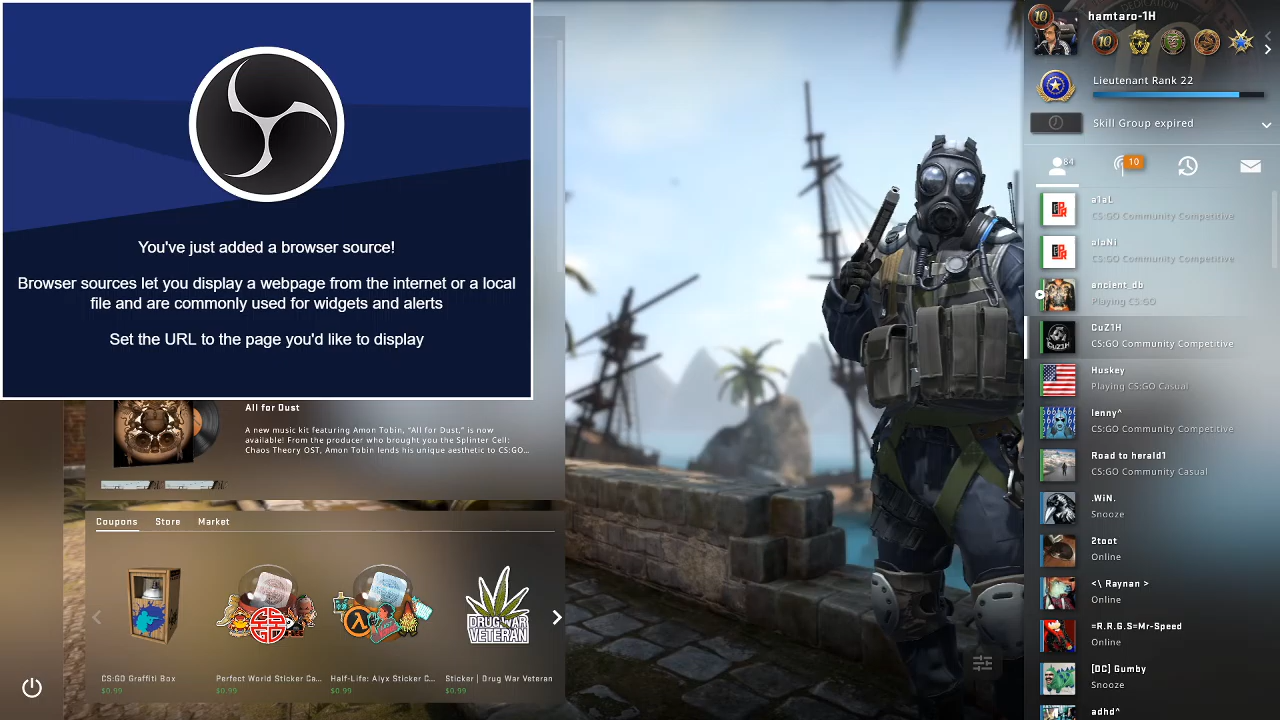 You've just added a browser source!
Browser sources let you display a webpage from the internet or a local
file and are commonly used for widgets and alerts
Set the URL to the page you'd like to display
All for Dust
A new music kit featuring Amon Tobin, “All for Dust,” is now
available! From the producer who brought you the Splinter Cell:
Chaos Theory OST, Amon Tobin lends his unique aesthetic to CS:GO...
Coupons Store Market
DRUG WAR
VETERAN
CS:GO Graffiti Box
$0.99
Perfect World Sticker Ca...
$0.99
Half-Life: Alyx Sticker C...
$0.99
Sticker | Drug War Veteran
$0.99
10
hamtaro-1H
10
Lieutenant Rank 22
Skill Group expired
84
10
a1aL
CS:GO Community Competitive
alaNi
CS:GO Community Competitive
ancient_db
Playing CS:GO
CuZ1H
CS:GO Community Competitive
Huskey
Playing CS:GO Casual
lenny^
CS:GO Community Competitive
Road to herald1
CS:GO Community Casual
.WiN.
Snooze
2toot
Online
<\ Raynan >
Online
=R.R.G.S=Mr-Speed
Online
[DC] Gumby
Snooze
adhd^